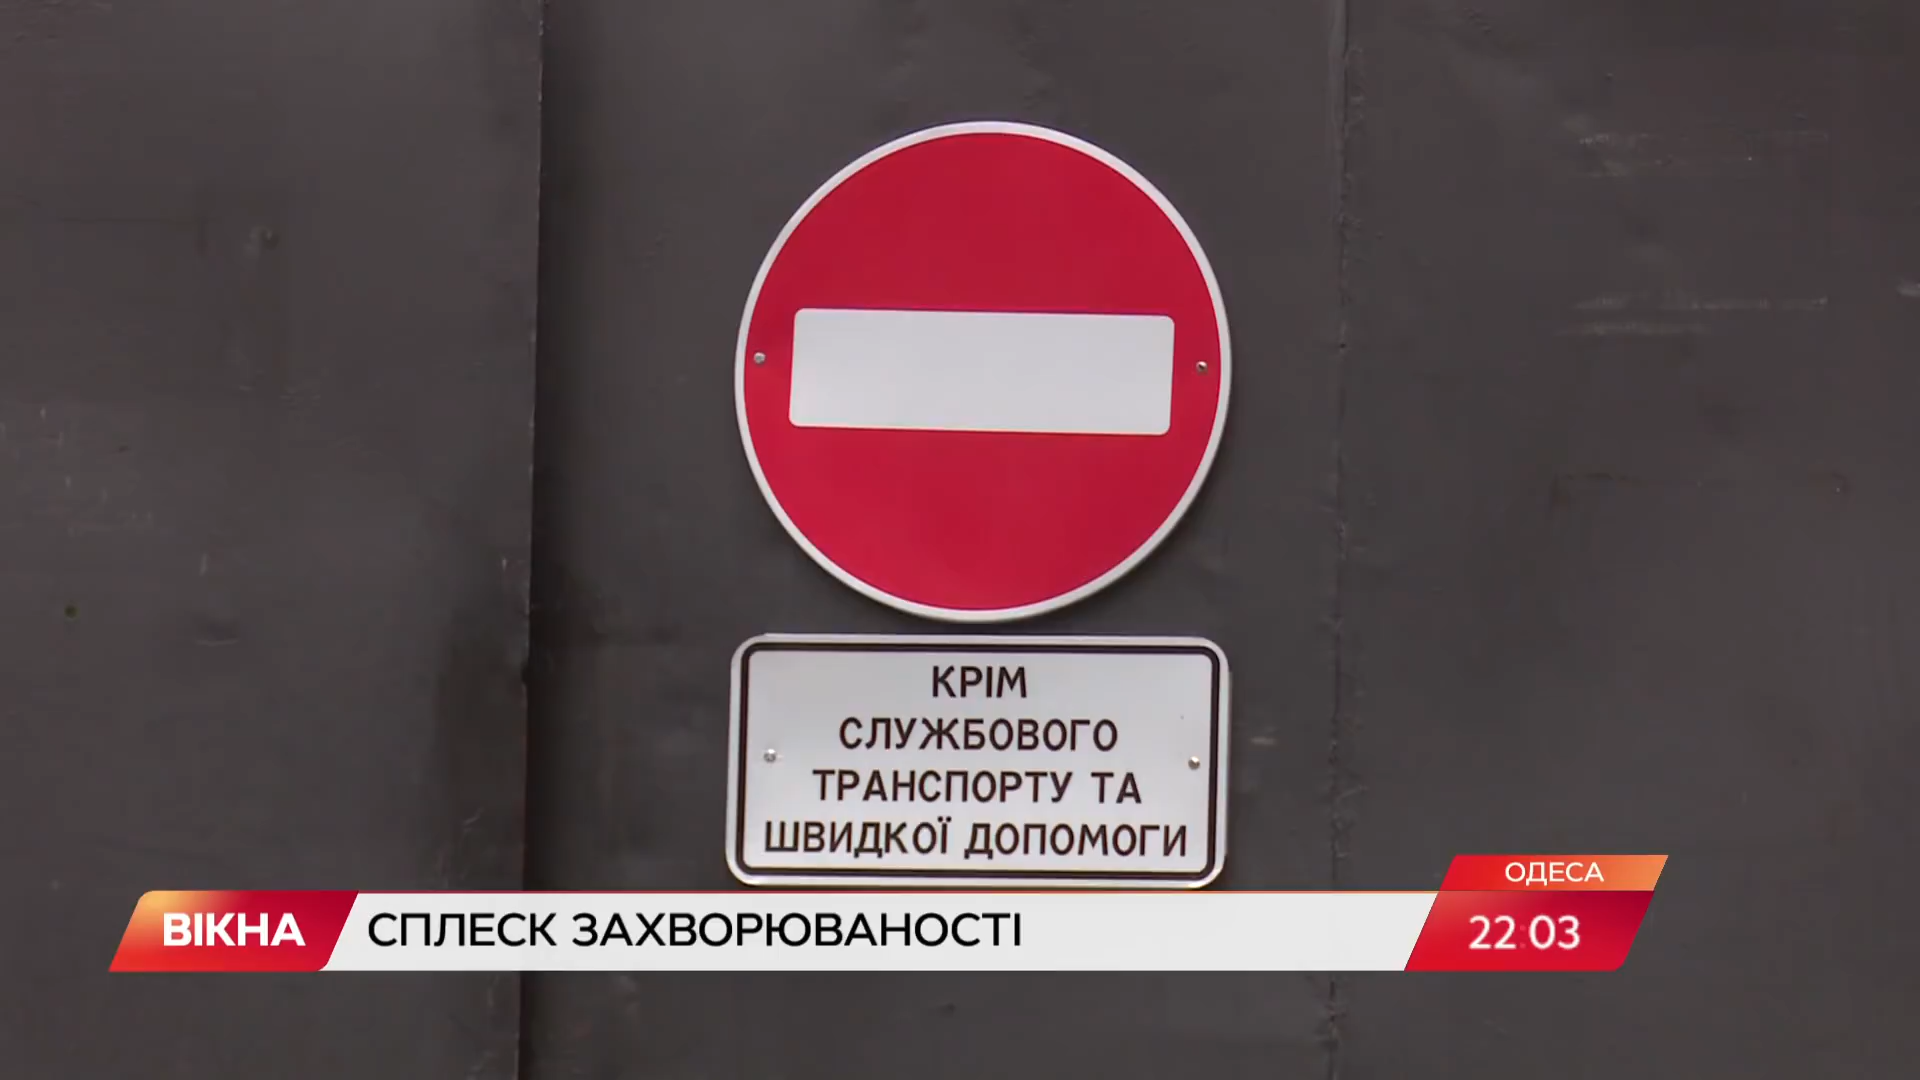 КРІМ
СЛУЖБОВОГО
ТРАНСПОРТУ ТА
ШВИДКОЇ ДОПОМОГИ
ОДЕСА
ВІКНА СПЛЕСК ЗАХВОРЮВАНОСТІ 22:03